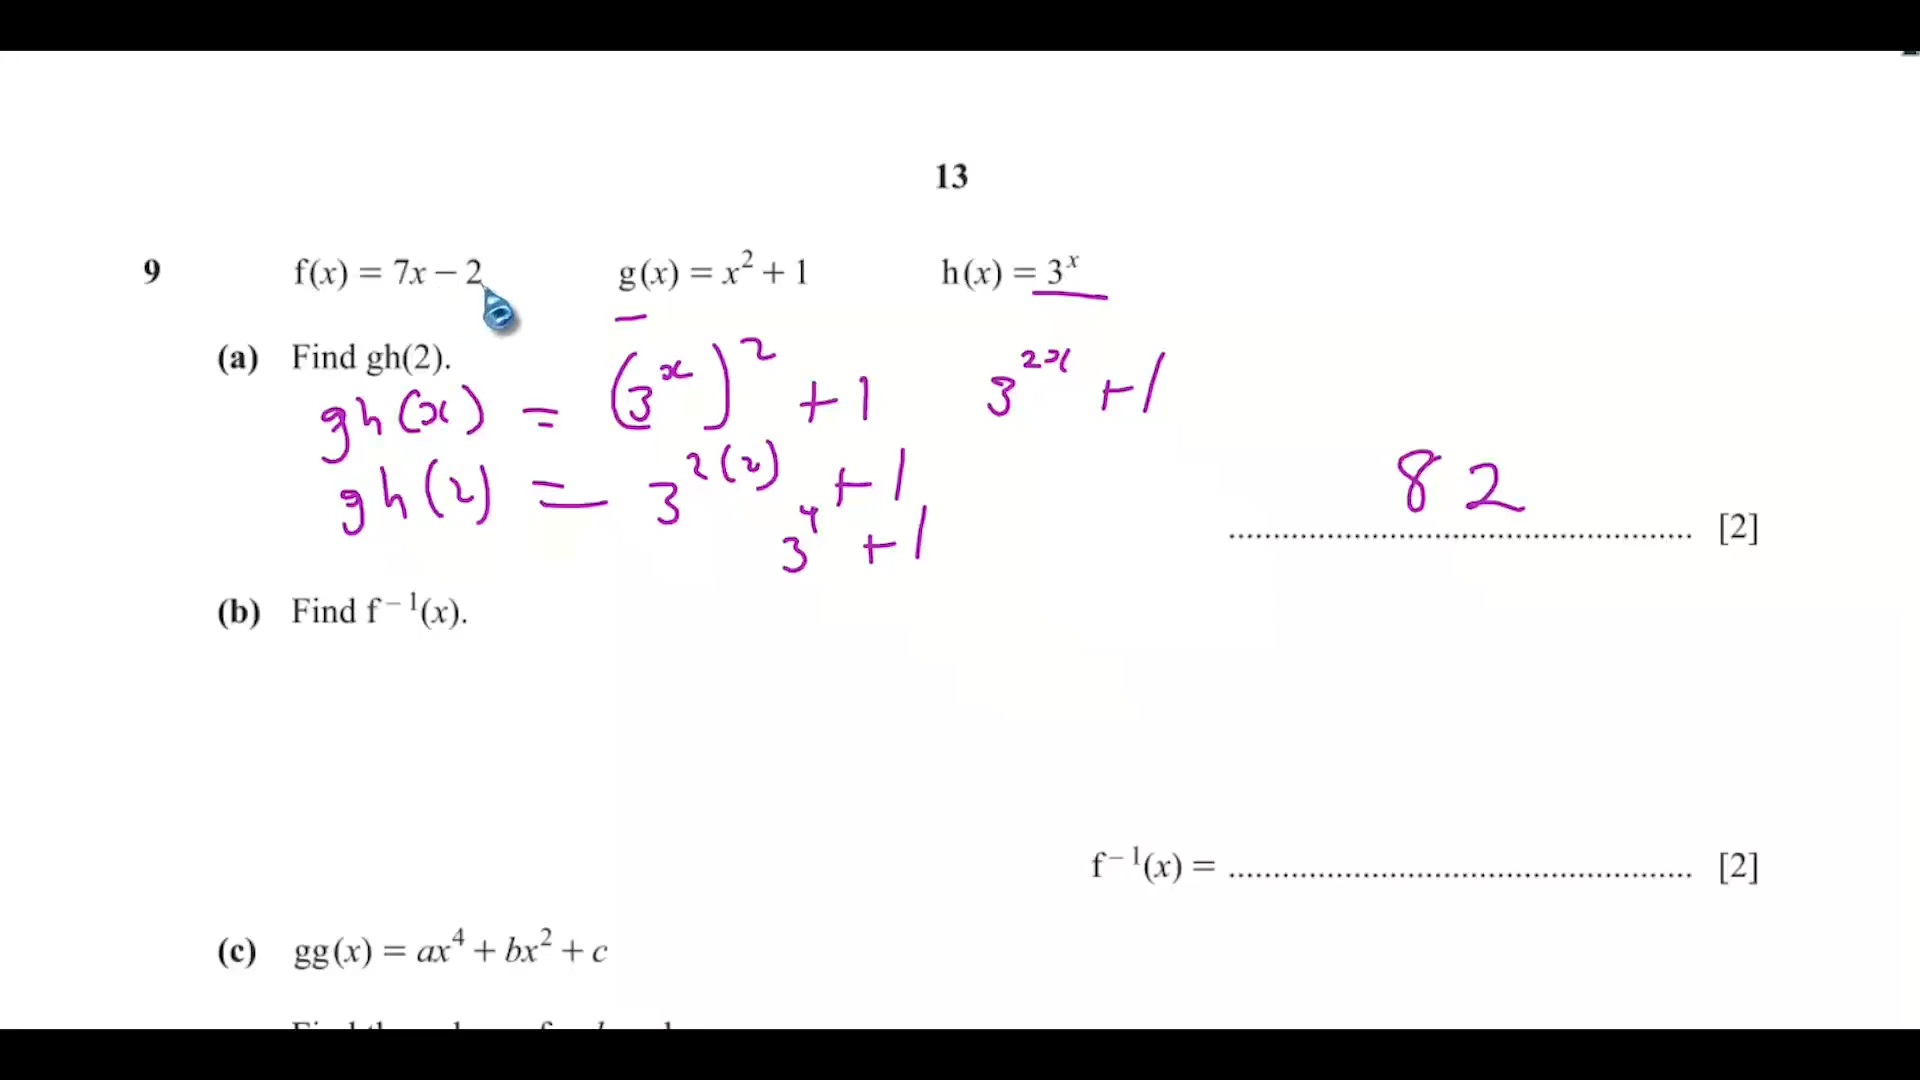 13
9 f(x) = 7x − 2 g(x) = x² + 1 h(x) = 3ˣ
(a) Find gh(2).
gh(x) = (3ˣ)² + 1 3²ˣ + 1
gh(2) = 3²⁽²⁾ + 1
3⁴ + 1
82
.................................................. [2]
(b) Find f⁻¹(x).
f⁻¹(x) = .................................................. [2]
(c) gg(x) = ax⁴ + bx² + c